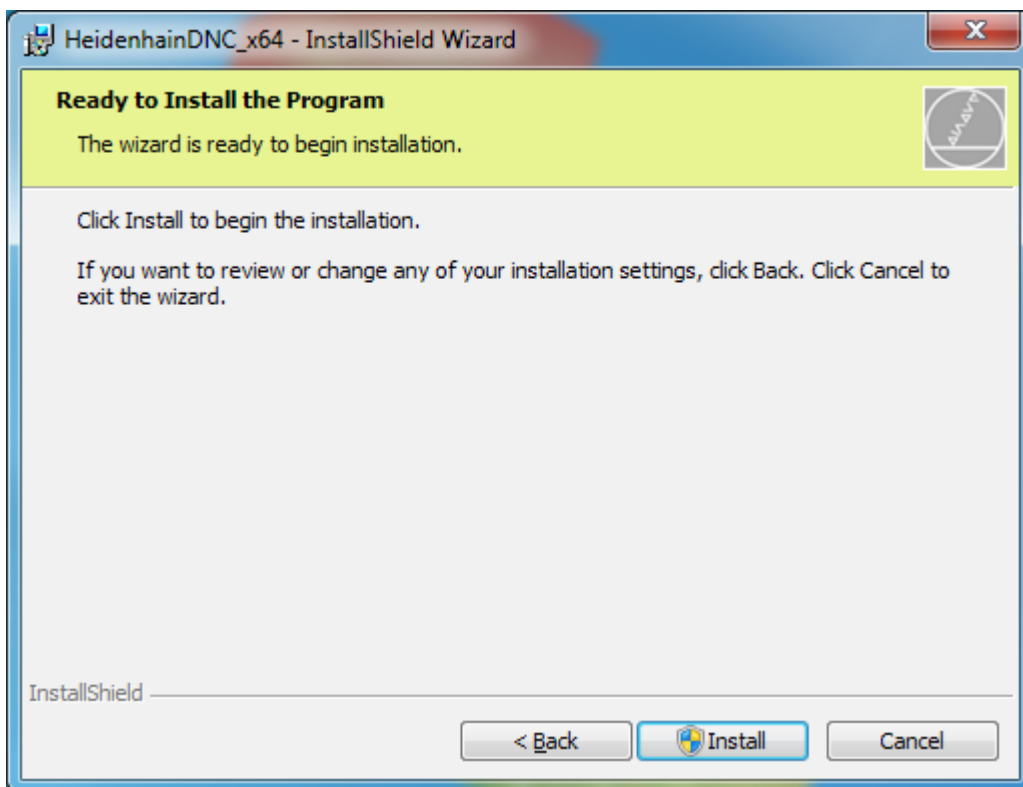 HeidenhainDNC_x64 - InstallShield Wizard
Ready to Install the Program
The wizard is ready to begin installation.
Click Install to begin the installation.
If you want to review or change any of your installation settings, click Back. Click Cancel to
exit the wizard.
InstallShield
< Back
Install
Cancel